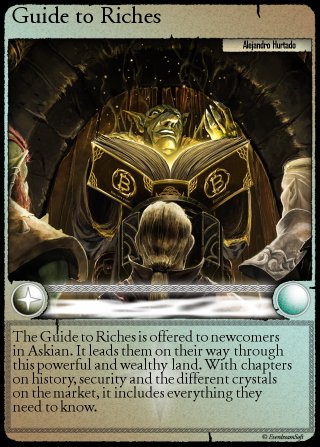 Guide to Riches
Alejandro Hurtado
The Guide to Riches is offered to newcomers
in Askian. It leads them on their way through
this powerful and wealthy land. With chapters
on history, security and the different crystals
on the market, it includes everything they
need to know.
© EverdreamSoft